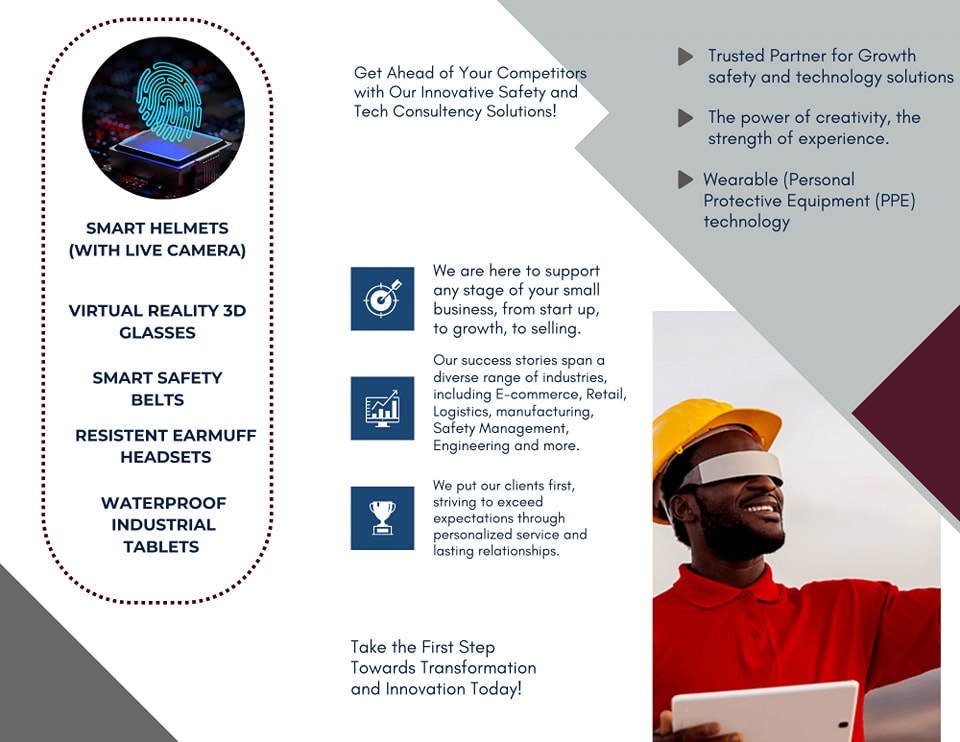 SMART HELMETS
(WITH LIVE CAMERA)
VIRTUAL REALITY 3D
GLASSES
SMART SAFETY
BELTS
RESISTENT EARMUFF
HEADSETS
WATERPROOF
INDUSTRIAL
TABLETS
Get Ahead of Your Competitors
with Our Innovative Safety and
Tech Consultency Solutions!
We are here to support
any stage of your small
business, from start up,
to growth, to selling.
Our success stories span a
diverse range of industries,
including E-commerce, Retail,
Logistics, manufacturing,
Safety Management,
Engineering and more.
We put our clients first,
striving to exceed
expectations through
personalized service and
lasting relationships.
Take the First Step
Towards Transformation
and Innovation Today!
Trusted Partner for Growth
safety and technology solutions
The power of creativity, the
strength of experience.
Wearable (Personal
Protective Equipment (PPE)
technology